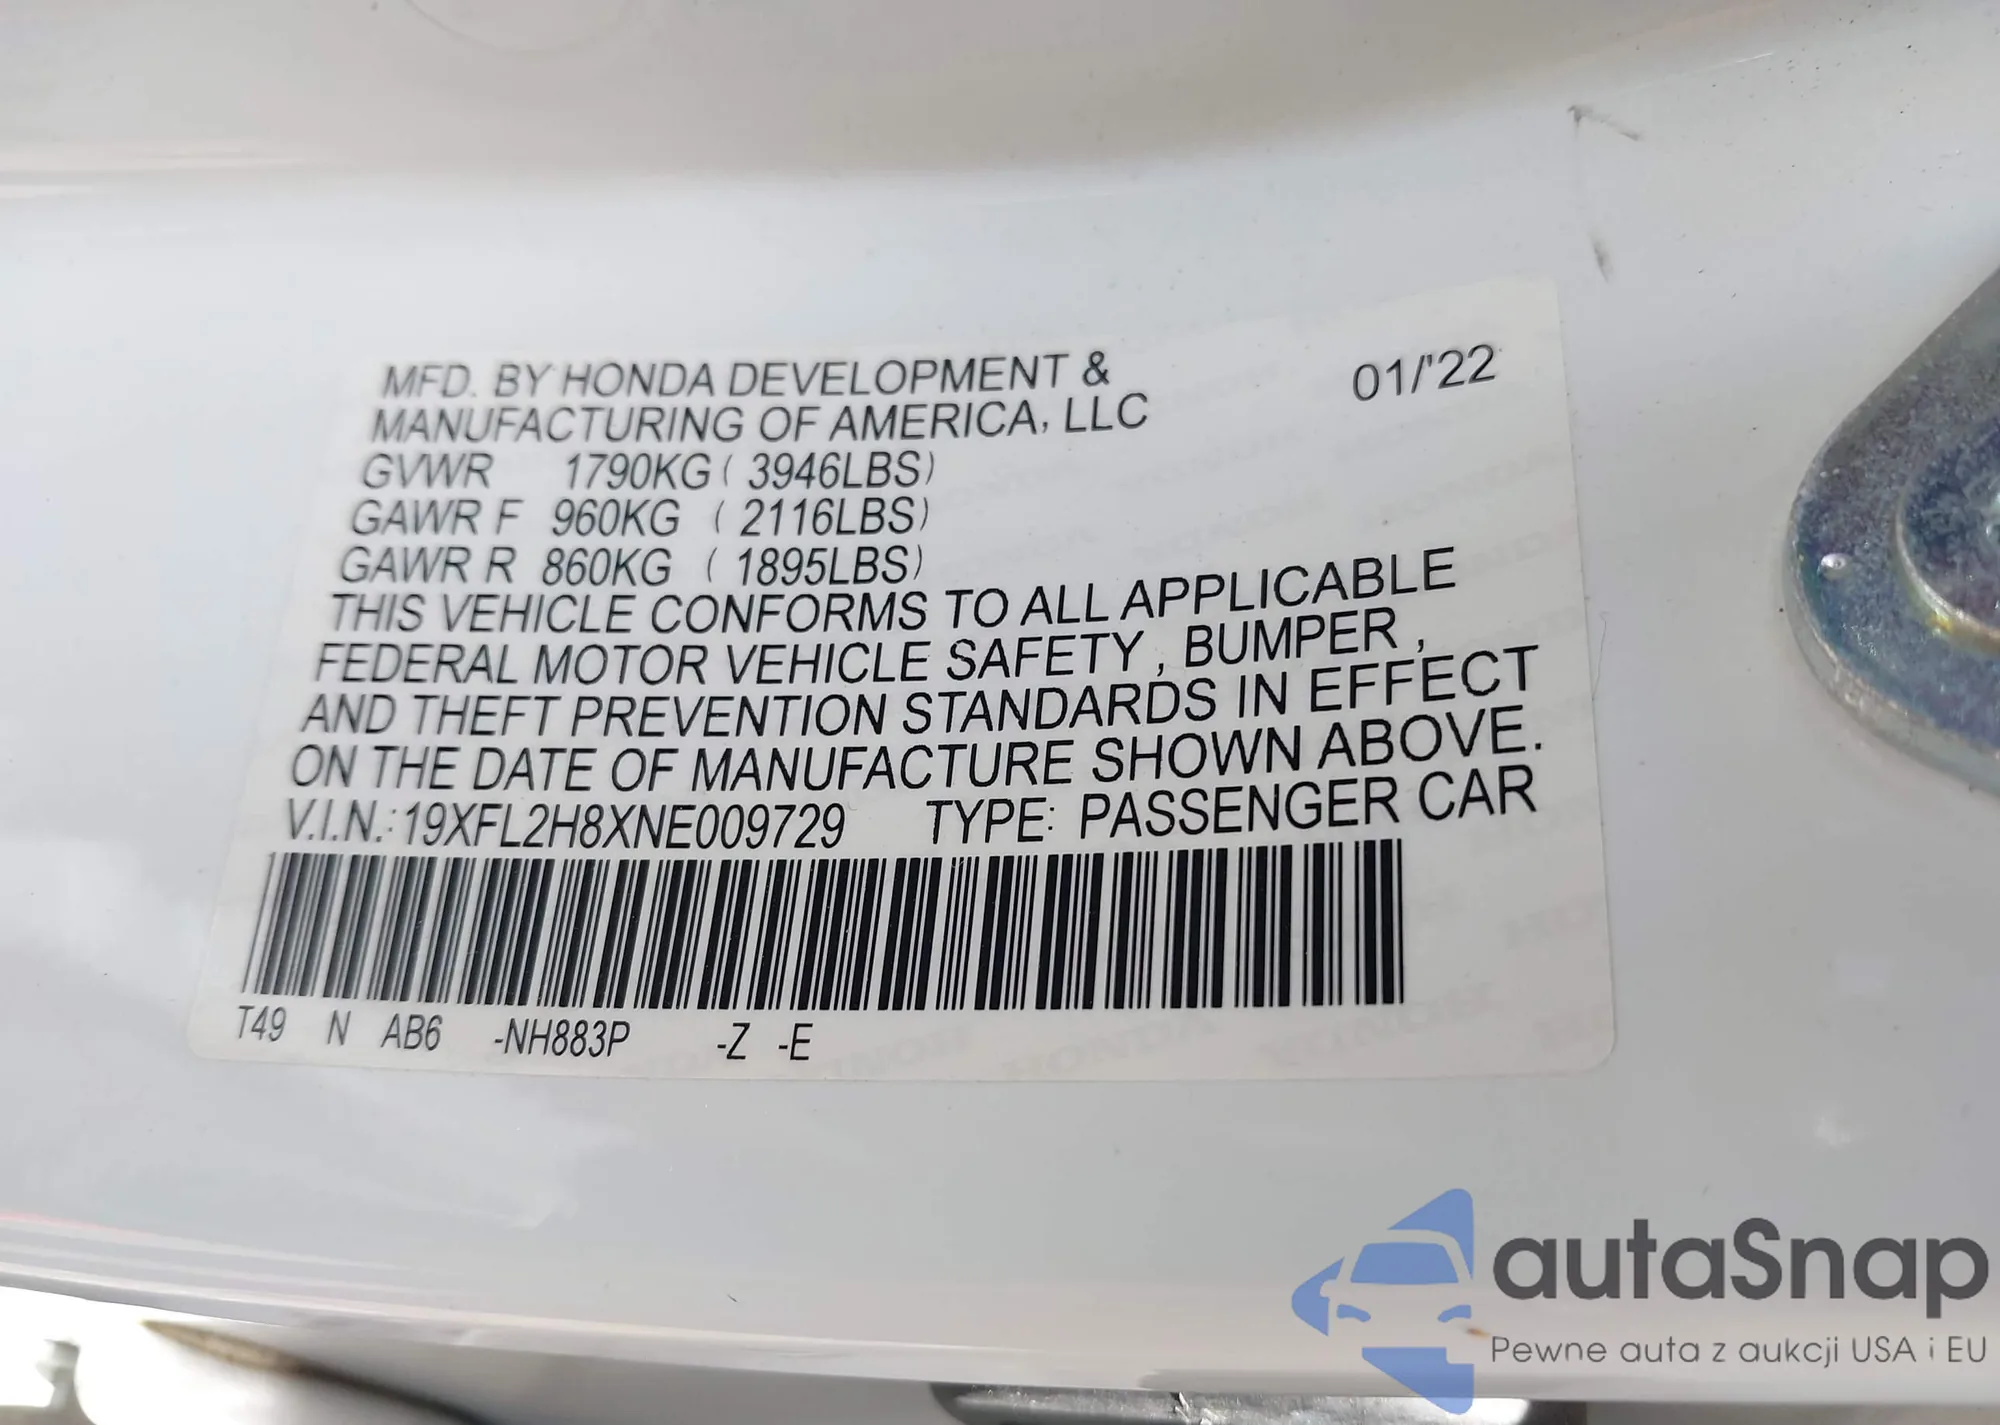 MFD. BY HONDA DEVELOPMENT & 01/'22
MANUFACTURING OF AMERICA, LLC
GVWR 1790KG ( 3946LBS)
GAWR F 960KG ( 2116LBS)
GAWR R 860KG ( 1895LBS)
THIS VEHICLE CONFORMS TO ALL APPLICABLE
FEDERAL MOTOR VEHICLE SAFETY , BUMPER ,
AND THEFT PREVENTION STANDARDS IN EFFECT
ON THE DATE OF MANUFACTURE SHOWN ABOVE.
V.I.N.: 19XFL2H8XNE009729 TYPE: PASSENGER CAR
T49 N AB6 -NH883P -Z -E
autaSnap
Pewne auta z aukcji USA i EU